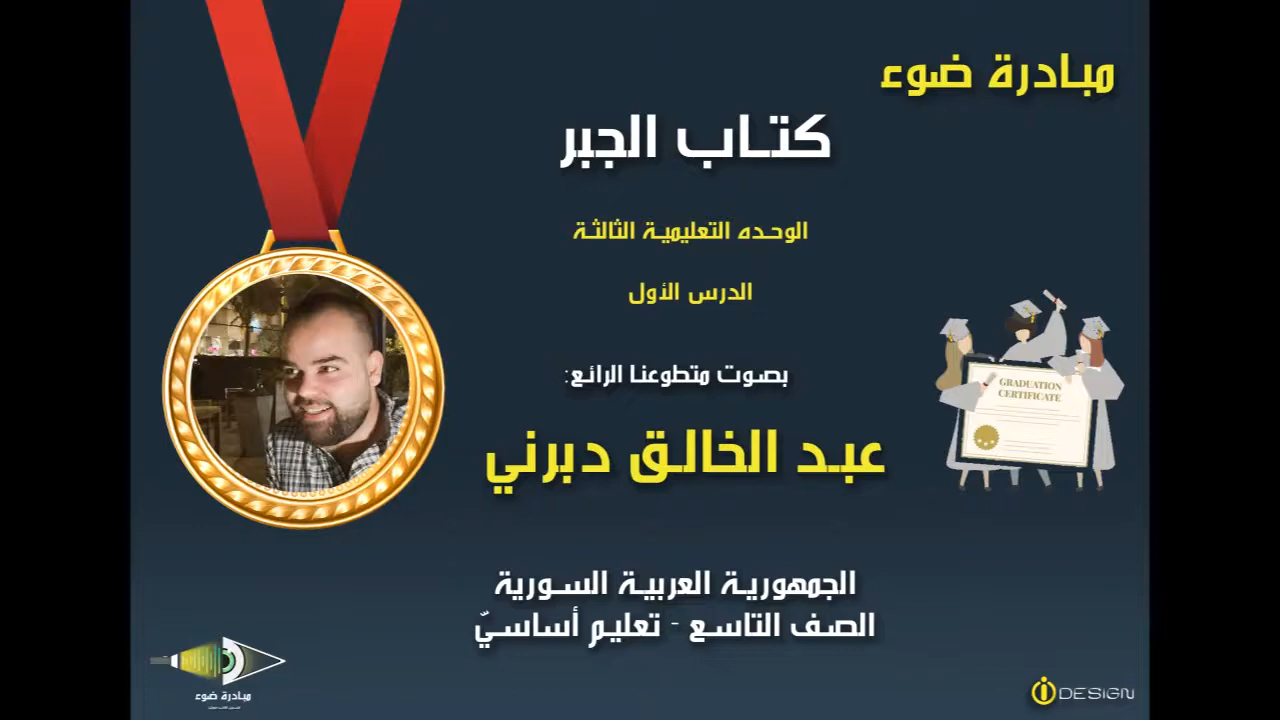 مبادرة ضوء
كتاب الجبر
الوحده التعليمية الثالثة
الدرس الأول
بصوت متطوعنا الرائع:
عبد الخالق دبرني
GRADUATION
CERTIFICATE
الجمهورية العربية السورية
الصف التاسع - تعليم أساسيّ
مبادرة ضوء
i DESIGN